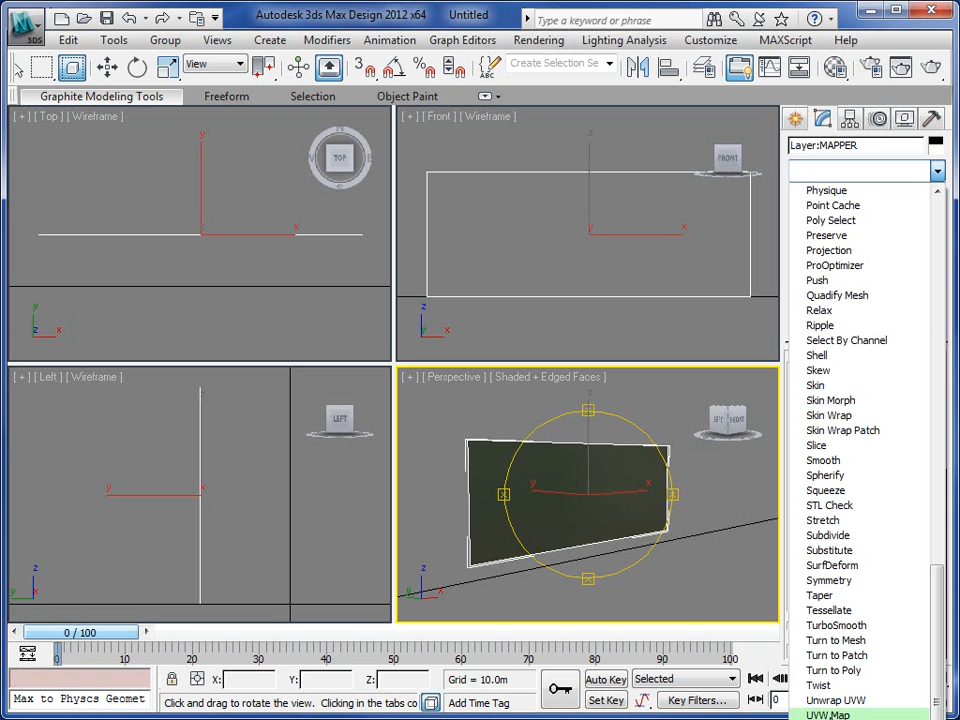 Autodesk 3ds Max Design 2012 x64 Untitled
Type a keyword or phrase
3DS
Edit Tools Group Views Create Modifiers Animation Graph Editors Rendering Lighting Analysis Customize MAXScript Help
View
3
ABC
Create Selection Se
Graphite Modeling Tools Freeform Selection Object Paint
[ + ] [ Top ] [ Wireframe ]
[ + ] [ Front ] [ Wireframe ]
N
TOP
S
FRONT
y
x
z
y
x
y
z
x
z
y
x
[ + ] [ Left ] [ Wireframe ]
[ + ] [ Perspective ] [ Shaded + Edged Faces ]
LEFT
LEFT FRONT
z
y
x
y
x
z
y
x
z
y
x
Layer:MAPPER
Physique
Point Cache
Poly Select
Preserve
Projection
ProOptimizer
Push
Quadify Mesh
Relax
Ripple
Select By Channel
Shell
Skew
Skin
Skin Morph
Skin Wrap
Skin Wrap Patch
Slice
Smooth
Spherify
Squeeze
STL Check
Stretch
Subdivide
Substitute
SurfDeform
Symmetry
Taper
Tessellate
TurboSmooth
Turn to Mesh
Turn to Patch
Turn to Poly
Twist
Unwrap UVW
UVW Map
0 / 100
0 10 20 30 40 50 60 70 80 90 100
X: Y: Z: Grid = 10.0m
Auto Key Selected
Max to Physcs Geomet
Click and drag to rotate the view. Clicking in the tabs co
Add Time Tag
Set Key Key Filters...
0